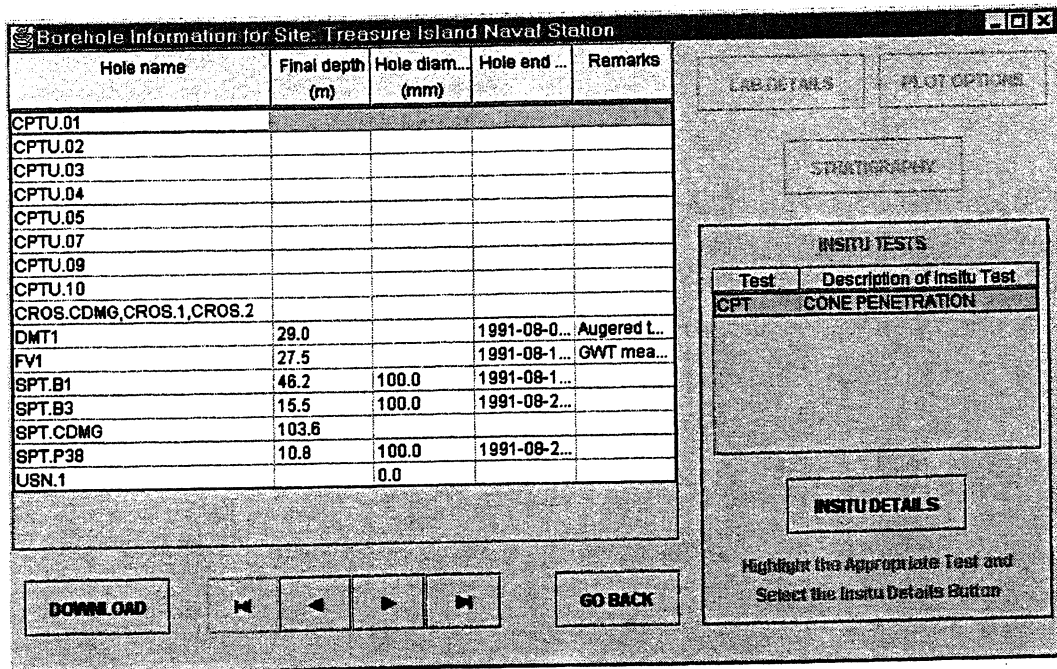 Borehole Information for Site: Treasure Island Naval Station
Hole name Final depth (m) Hole diam... (mm) Hole end ... Remarks
CPTU.01
CPTU.02
CPTU.03
CPTU.04
CPTU.05
CPTU.07
CPTU.09
CPTU.10
CROS.CDMG,CROS.1,CROS.2
DMT1 29.0 1991-08-0... Augered t...
FV1 27.5 1991-08-1... GWT mea...
SPT.B1 46.2 100.0 1991-08-1...
SPT.B3 15.5 100.0 1991-08-2...
SPT.CDMG 103.6
SPT.P38 10.8 100.0 1991-08-2...
USN.1 0.0
LAB DETAILS PLOT OPTIONS
STRATIGRAPHY
INSITU TESTS
Test Description of Insitu Test
CPT CONE PENETRATION
INSITU DETAILS
Highlight the Appropriate Test and
Select the Insitu Details Button
DOWNLOAD GO BACK